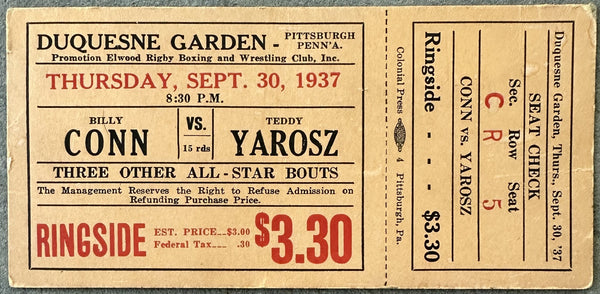 DUQUESNE GARDEN - PITTSBURGH PENN'A.
Promotion Elwood Rigby Boxing and Wrestling Club, Inc.
THURSDAY, SEPT. 30, 1937
8:30 P.M.
BILLY CONN
VS.
15 rds
TEDDY YAROSZ
THREE OTHER ALL-STAR BOUTS
The Management Reserves the Right to Refuse Admission on
Refunding Purchase Price.
RINGSIDE
EST. PRICE--$3.00
Federal Tax--- .30
$3.30
Duquesne Garden, Thurs., Sept. 30, '37
SEAT CHECK
Sec. Row Seat
C R 5
CONN vs. YAROSZ
Ringside - - - $3.30
Colonial Press 4 Pittsburgh, Pa.